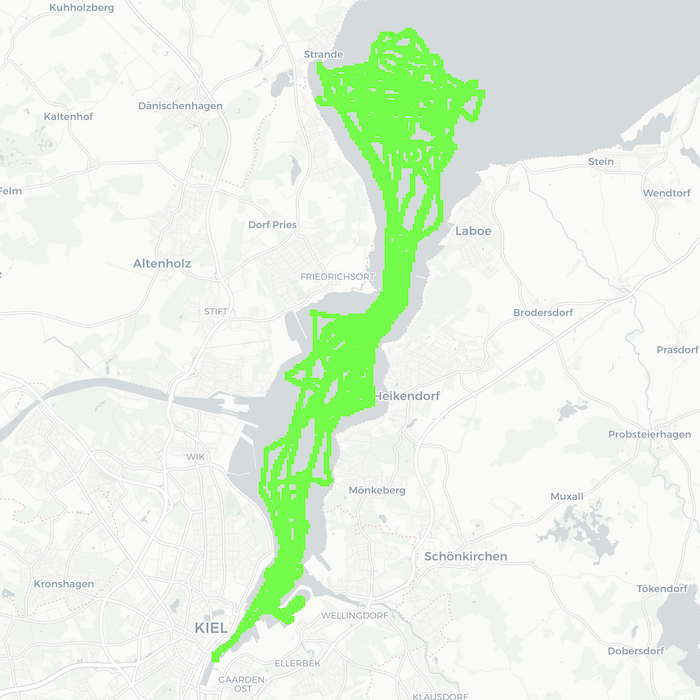 Kuhholzberg
Strande
Dänischenhagen
Kaltenhof
Stein
Felm
Wendtorf
Dorf Pries
Laboe
Altenholz
FRIEDRICHSORT
STIFT
Brodersdorf
Prasdorf
Heikendorf
Probsteierhagen
WIK
Mönkeberg
Muxall
Schönkirchen
Kronshagen
Tökendorf
WELLINGDORF
KIEL
Dobersdorf
ELLERBEK
GAARDEN
OST
KLAUSDORF